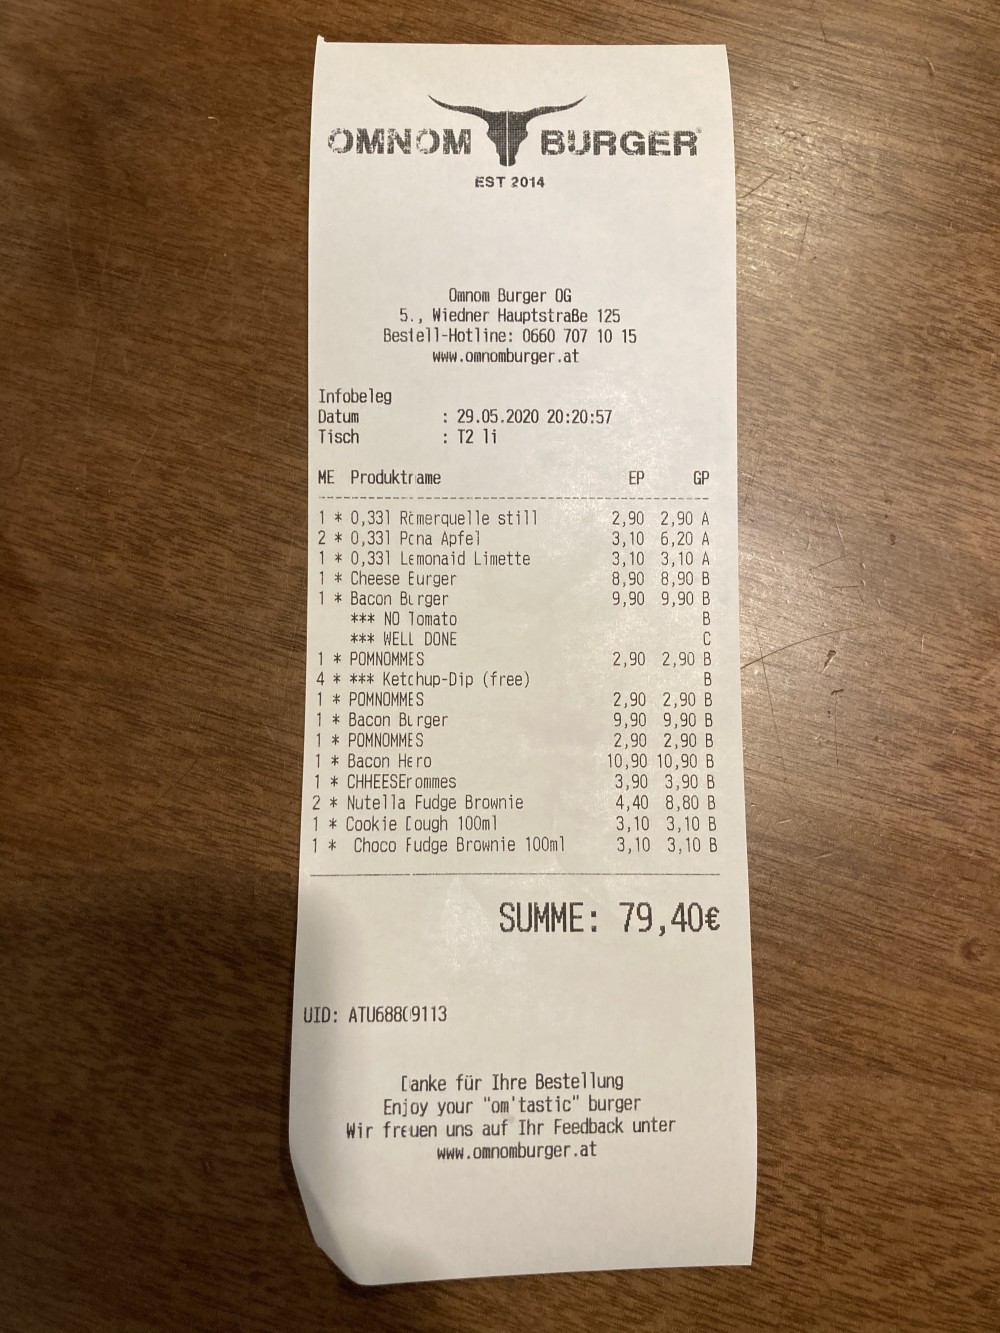 OMNOM BURGER
EST 2014
Omnom Burger OG
5., Wiedner Hauptstraße 125
Bestell-Hotline: 0660 707 10 15
www.omnomburger.at
Infobeleg
Datum : 29.05.2020 20:20:57
Tisch : T2 li
ME Produktname EP GP
1 * 0,33l Römerquelle still 2,90 2,90 A
2 * 0,33l Pona Apfel 3,10 6,20 A
1 * 0,33l Lemonaid Limette 3,10 3,10 A
1 * Cheese Burger 8,90 8,90 B
1 * Bacon Burger 9,90 9,90 B
*** NO Tomato B
*** WELL DONE C
1 * POMNOMMES 2,90 2,90 B
4 * *** Ketchup-Dip (free) B
1 * POMNOMMES 2,90 2,90 B
1 * Bacon Burger 9,90 9,90 B
1 * POMNOMMES 2,90 2,90 B
1 * Bacon Hero 10,90 10,90 B
1 * CHHEESErommes 3,90 3,90 B
2 * Nutella Fudge Brownie 4,40 8,80 B
1 * Cookie Dough 100ml 3,10 3,10 B
1 * Choco Fudge Brownie 100ml 3,10 3,10 B
SUMME: 79,40€
UID: ATU68809113
Danke für Ihre Bestellung
Enjoy your "om'tastic" burger
Wir freuen uns auf Ihr Feedback unter
www.omnomburger.at